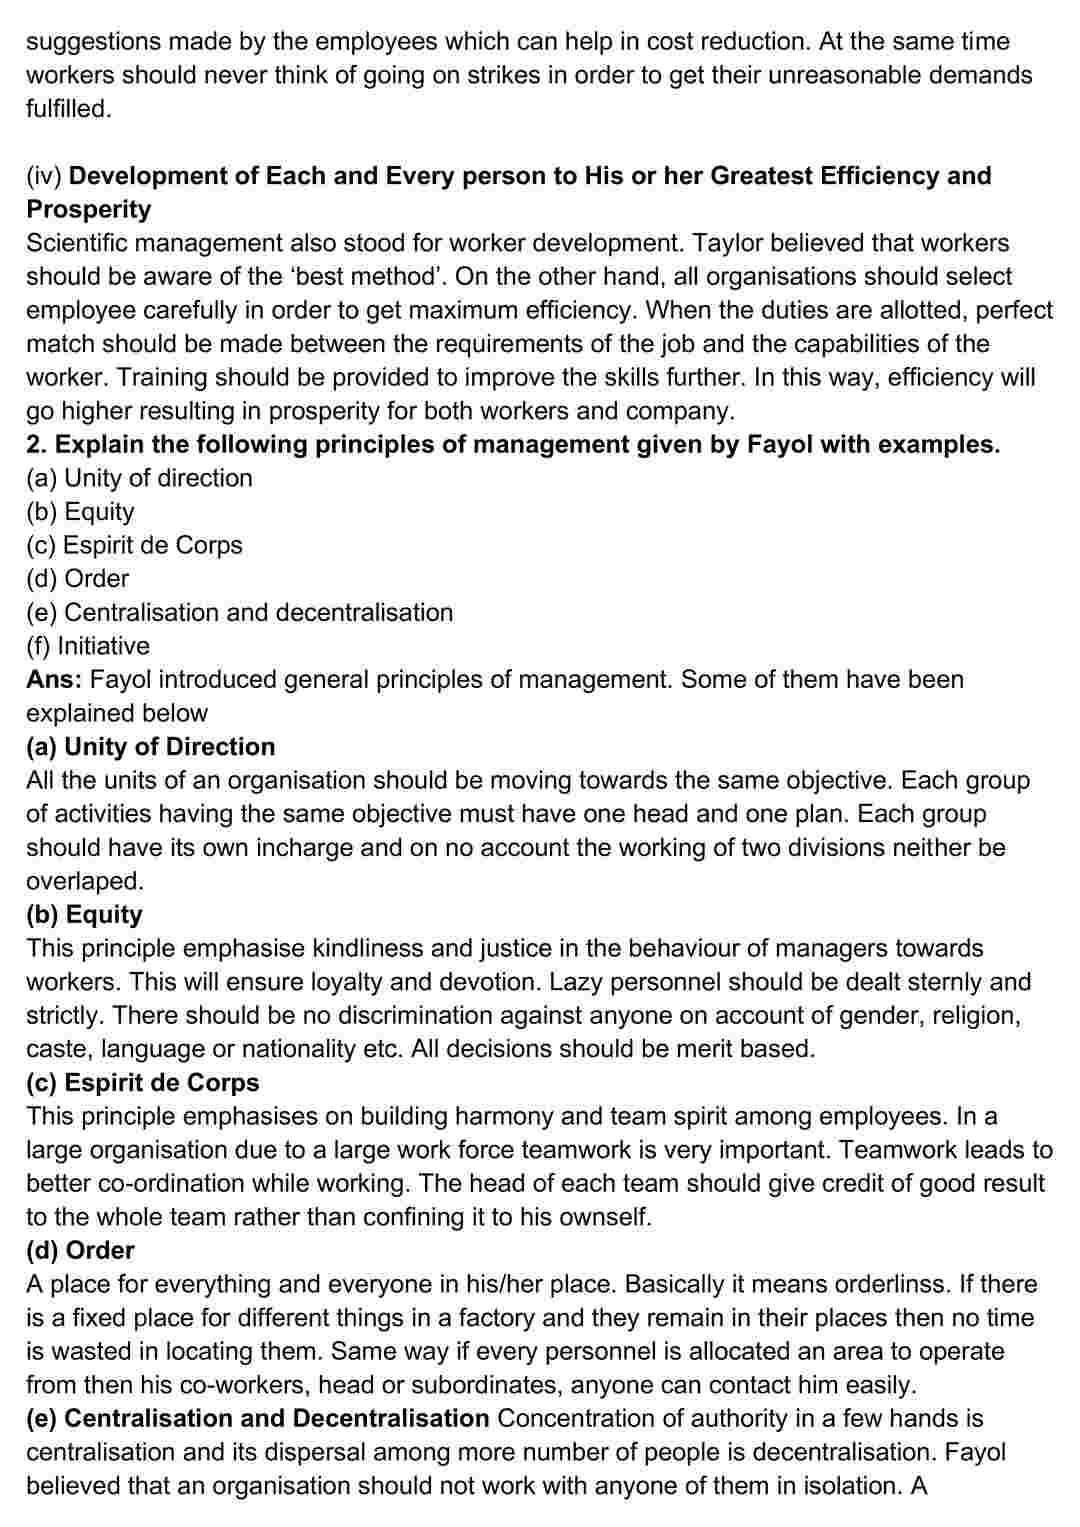 suggestions made by the employees which can help in cost reduction. At the same time
workers should never think of going on strikes in order to get their unreasonable demands
fulfilled.
(iv) Development of Each and Every person to His or her Greatest Efficiency and
Prosperity
Scientific management also stood for worker development. Taylor believed that workers
should be aware of the ‘best method’. On the other hand, all organisations should select
employee carefully in order to get maximum efficiency. When the duties are allotted, perfect
match should be made between the requirements of the job and the capabilities of the
worker. Training should be provided to improve the skills further. In this way, efficiency will
go higher resulting in prosperity for both workers and company.
2. Explain the following principles of management given by Fayol with examples.
(a) Unity of direction
(b) Equity
(c) Espirit de Corps
(d) Order
(e) Centralisation and decentralisation
(f) Initiative
Ans: Fayol introduced general principles of management. Some of them have been
explained below
(a) Unity of Direction
All the units of an organisation should be moving towards the same objective. Each group
of activities having the same objective must have one head and one plan. Each group
should have its own incharge and on no account the working of two divisions neither be
overlaped.
(b) Equity
This principle emphasise kindliness and justice in the behaviour of managers towards
workers. This will ensure loyalty and devotion. Lazy personnel should be dealt sternly and
strictly. There should be no discrimination against anyone on account of gender, religion,
caste, language or nationality etc. All decisions should be merit based.
(c) Espirit de Corps
This principle emphasises on building harmony and team spirit among employees. In a
large organisation due to a large work force teamwork is very important. Teamwork leads to
better co-ordination while working. The head of each team should give credit of good result
to the whole team rather than confining it to his ownself.
(d) Order
A place for everything and everyone in his/her place. Basically it means orderlinss. If there
is a fixed place for different things in a factory and they remain in their places then no time
is wasted in locating them. Same way if every personnel is allocated an area to operate
from then his co-workers, head or subordinates, anyone can contact him easily.
(e) Centralisation and Decentralisation Concentration of authority in a few hands is
centralisation and its dispersal among more number of people is decentralisation. Fayol
believed that an organisation should not work with anyone of them in isolation. A